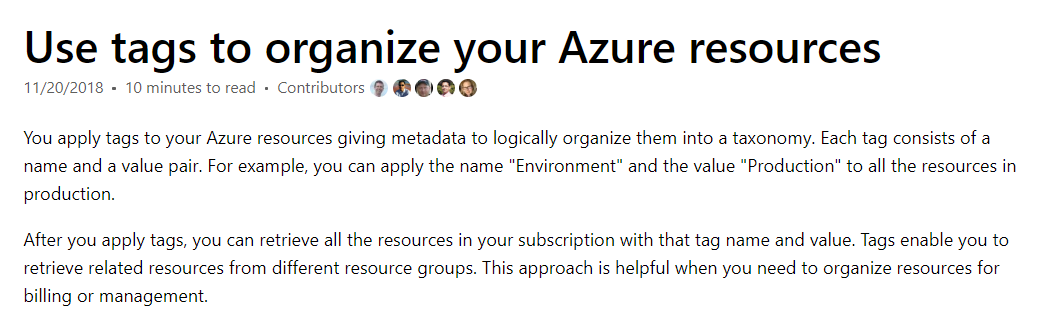 Use tags to organize your Azure resources
11/20/2018 • 10 minutes to read • Contributors
You apply tags to your Azure resources giving metadata to logically organize them into a taxonomy. Each tag consists of a
name and a value pair. For example, you can apply the name "Environment" and the value "Production" to all the resources in
production.
After you apply tags, you can retrieve all the resources in your subscription with that tag name and value. Tags enable you to
retrieve related resources from different resource groups. This approach is helpful when you need to organize resources for
billing or management.